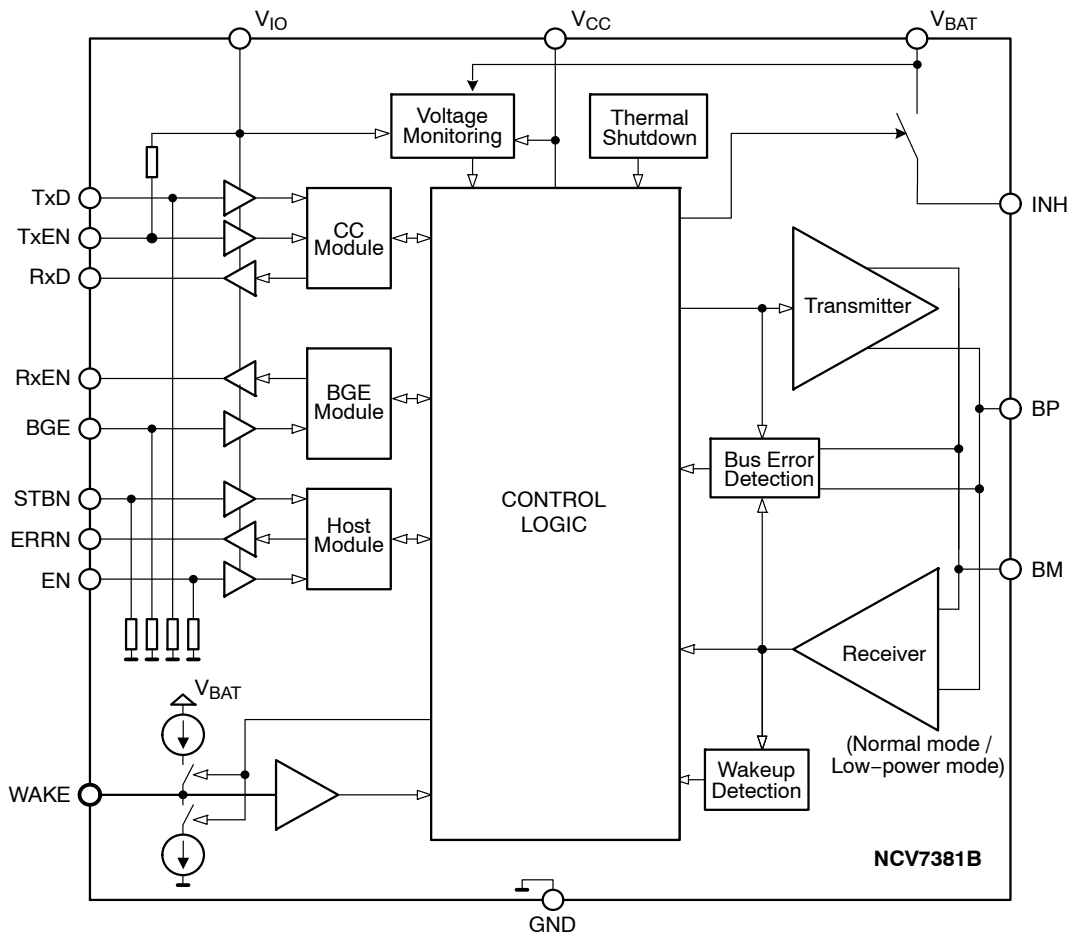 VIO
VCC
VBAT
Voltage
Monitoring
Thermal
Shutdown
TxD
TxEN
RxD
CC
Module
INH
Transmitter
RxEN
BGE
BGE
Module
BP
STBN
ERRN
EN
Host
Module
CONTROL
LOGIC
Bus Error
Detection
BM
Receiver
(Normal mode /
Low−power mode)
VBAT
WAKE
Wakeup
Detection
NCV7381B
GND